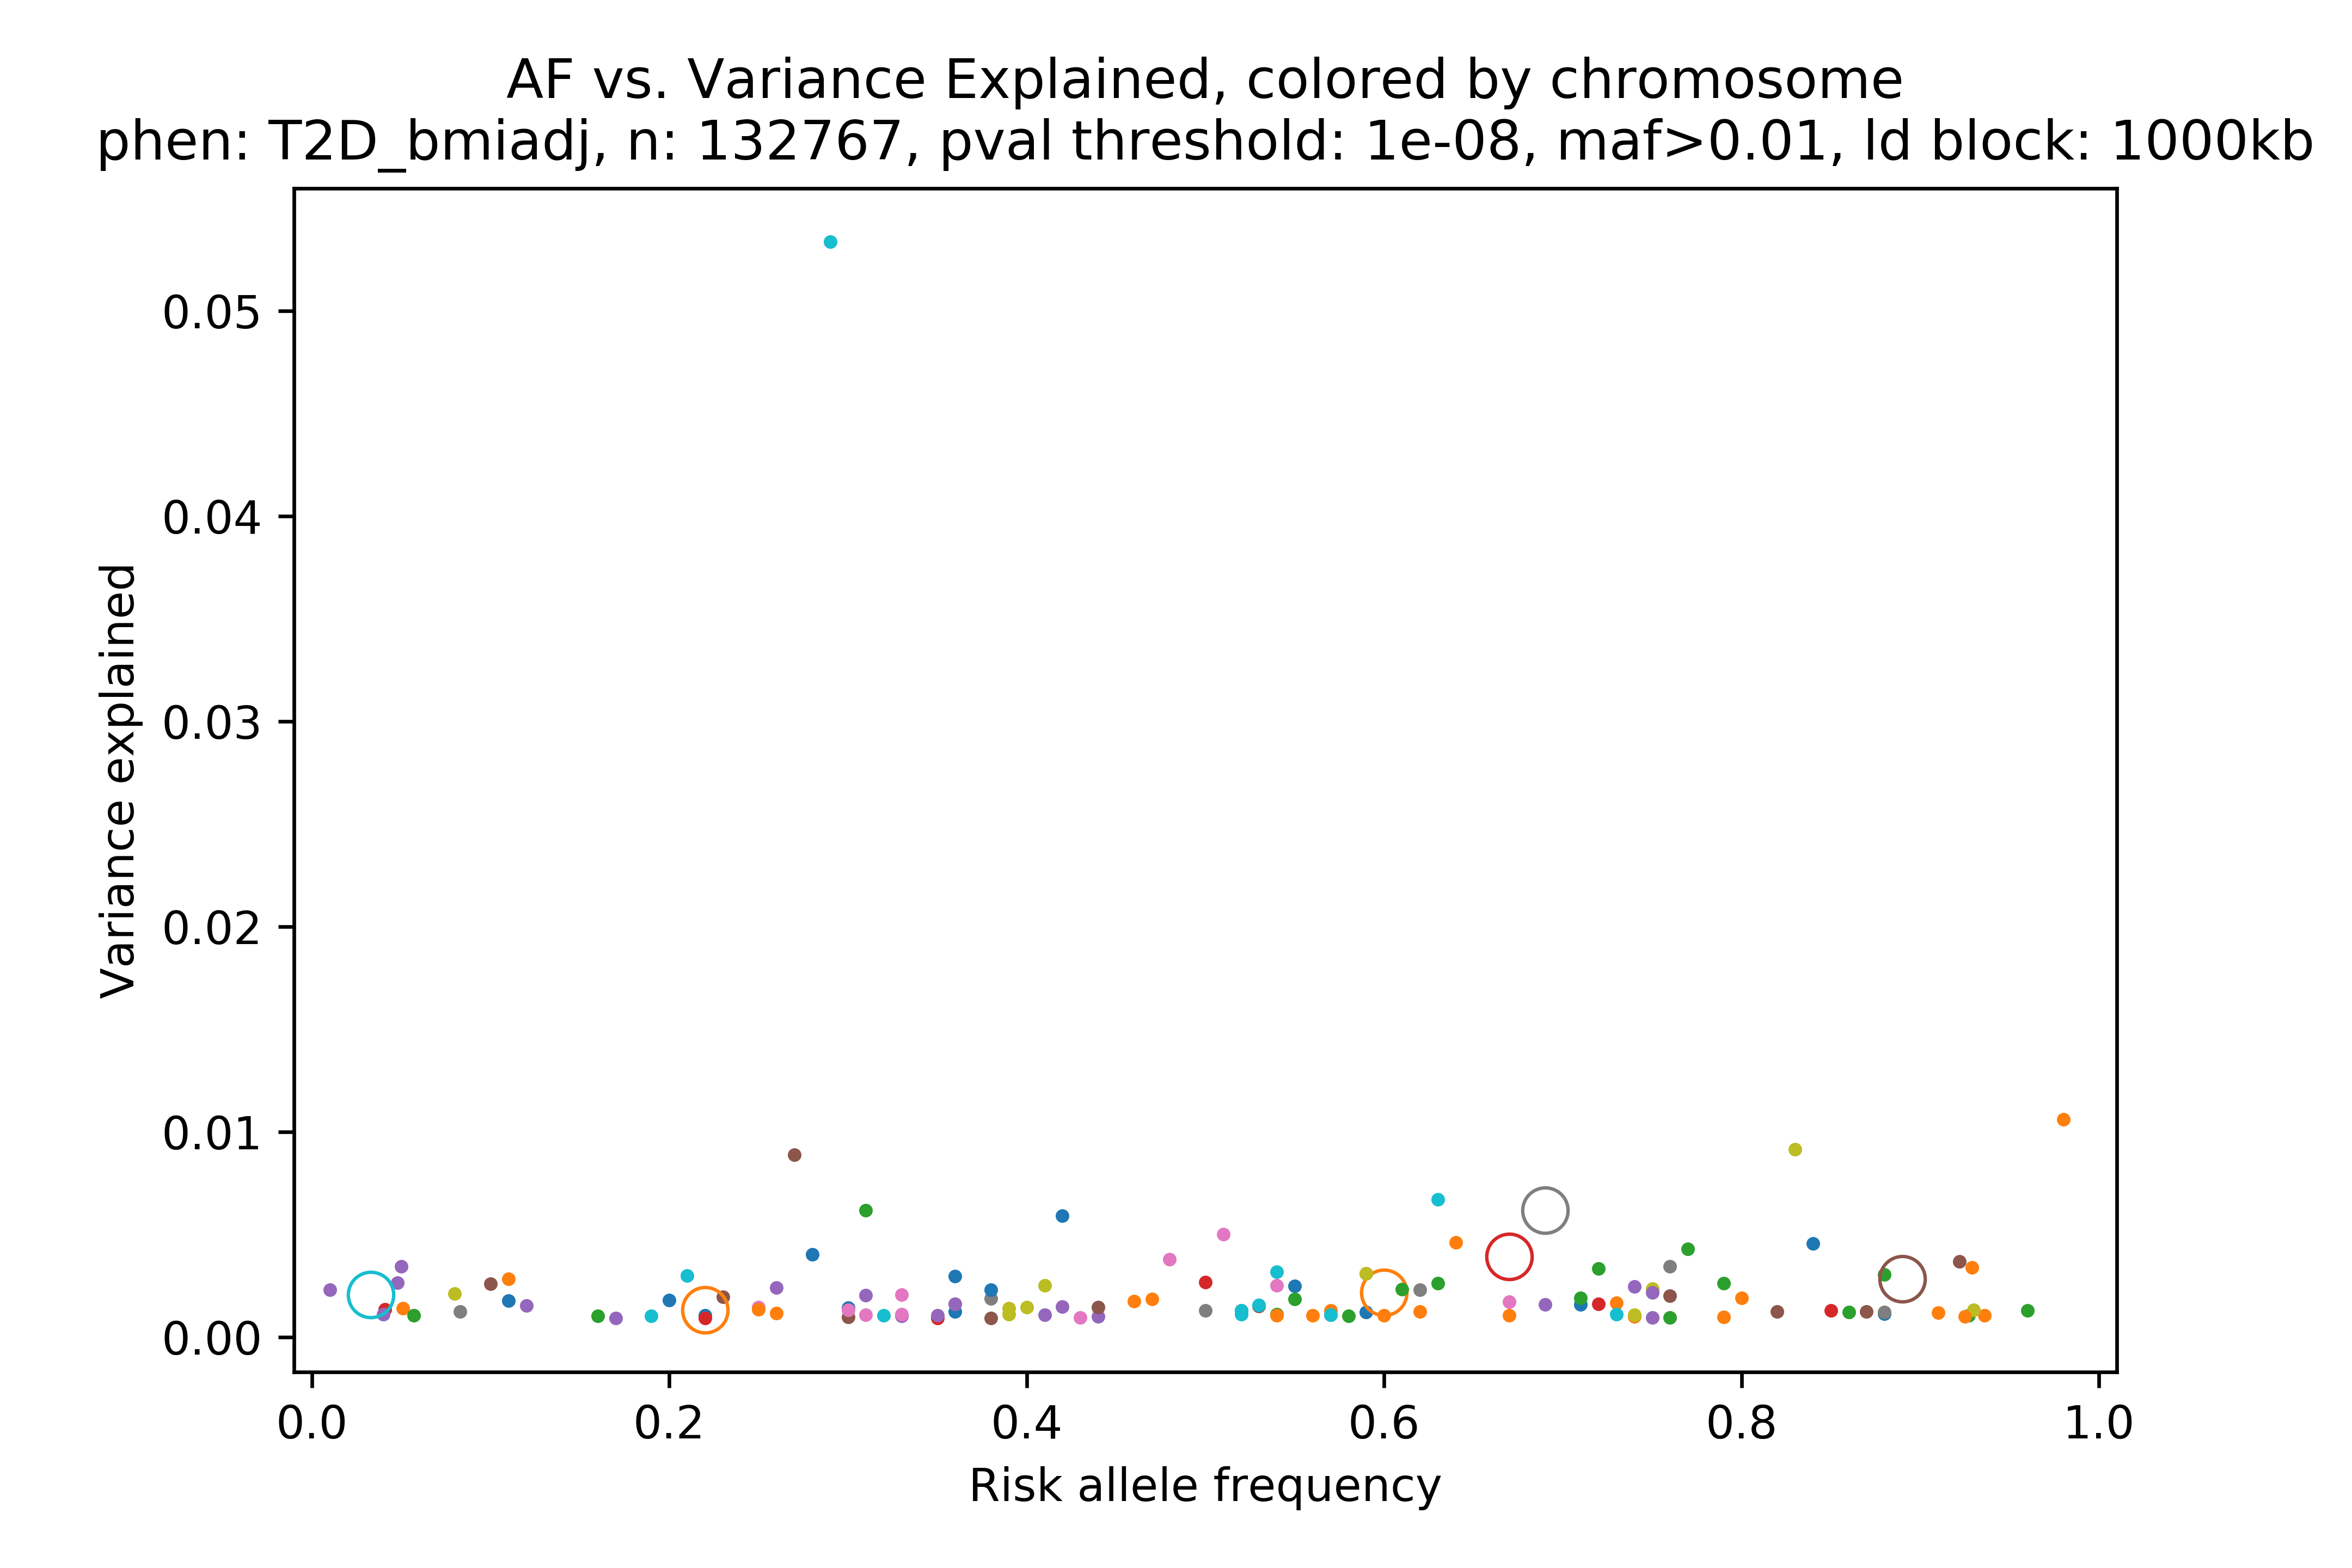 AF vs. Variance Explained, colored by chromosome
phen: T2D_bmiadj, n: 132767, pval threshold: 1e-08, maf>0.01, ld block: 1000kb
0.05
0.04
0.03
0.02
0.01
0.00
Variance explained
0.0 0.2 0.4 0.6 0.8 1.0
Risk allele frequency